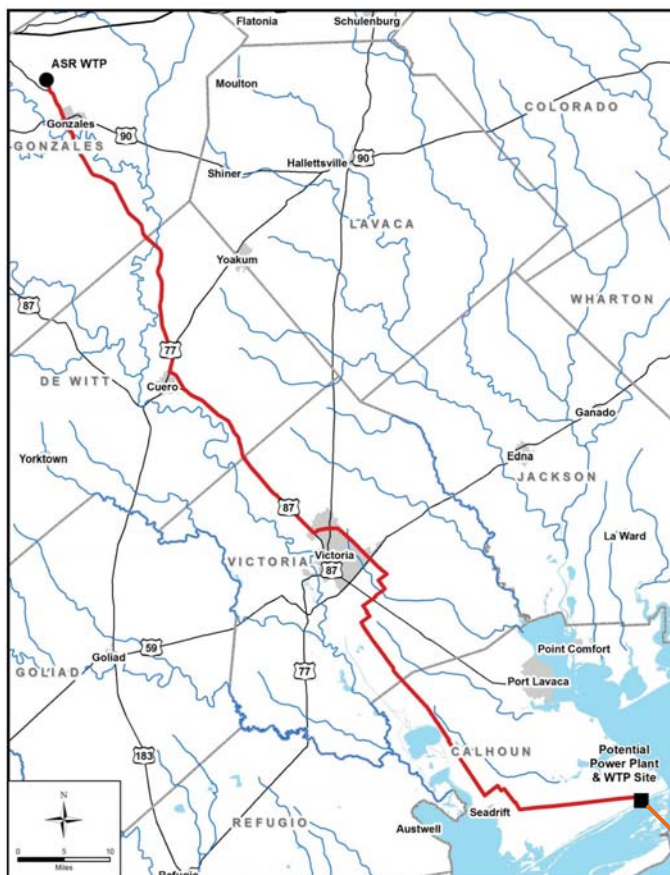 Flatonia
Schulenburg
ASR WTP
Moulton
COLORADO
Gonzales
90
GONZALES
Hallettsville
90
Shiner
LAVACA
Yoakum
WHARTON
87
77
DE WITT
Cuero
Ganado
Yorktown
Edna
JACKSON
87
La Ward
VICTORIA
Victoria
87
59
Goliad
Point Comfort
77
GOLIAD
Port Lavaca
183
CALHOUN
Potential
Power Plant
& WTP Site
N
Seadrift
REFUGIO
Austwell
0 5 10
Miles
Refugio